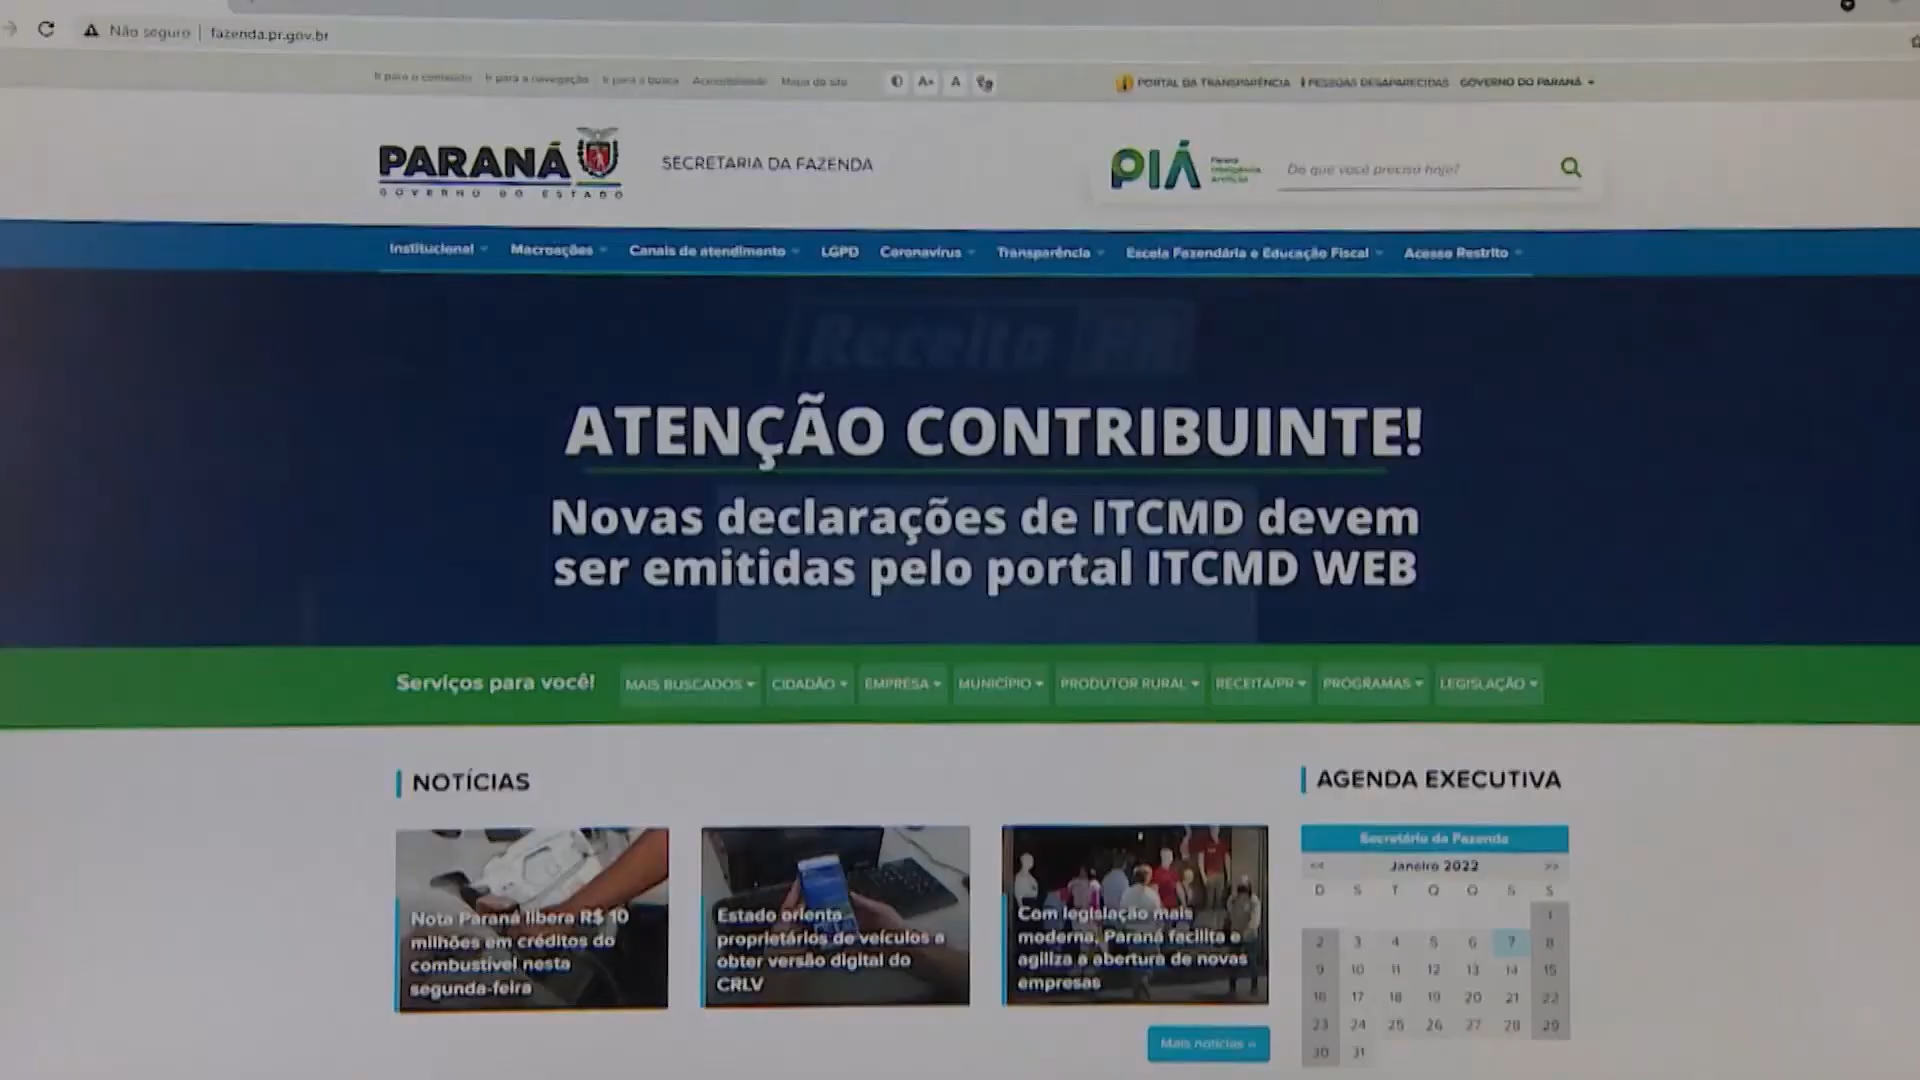 Não seguro | fazenda.pr.gov.br
Ir para o conteúdo Ir para a navegação Ir para a busca Acessibilidade Mapa do site A+ A PORTAL DA TRANSPARÊNCIA PESSOAS DESAPARECIDAS GOVERNO DO PARANÁ
PARANÁ
GOVERNO DO ESTADO
SECRETARIA DA FAZENDA
PIÁ
Paraná
Inteligência
Artificial
Do que você precisa hoje?
Institucional Macroações Canais de atendimento LGPD Coronavírus Transparência Escola Fazendária e Educação Fiscal Acesso Restrito
Receita PR
ATENÇÃO CONTRIBUINTE!
Novas declarações de ITCMD devem
ser emitidas pelo portal ITCMD WEB
Serviços para você! MAIS BUSCADOS CIDADÃO EMPRESA MUNICÍPIO PRODUTOR RURAL RECEITA/PR PROGRAMAS LEGISLAÇÃO
NOTÍCIAS
Nota Paraná libera R$ 10
milhões em créditos do
combustível nesta
segunda-feira
Estado orienta
proprietários de veículos a
obter versão digital do
CRLV
Com legislação mais
moderna, Paraná facilita e
agiliza a abertura de novas
empresas
Mais notícias »
AGENDA EXECUTIVA
Secretário da Fazenda
<< Janeiro 2022 >>
D S T Q Q S S
1
2 3 4 5 6 7 8
9 10 11 12 13 14 15
16 17 18 19 20 21 22
23 24 25 26 27 28 29
30 31